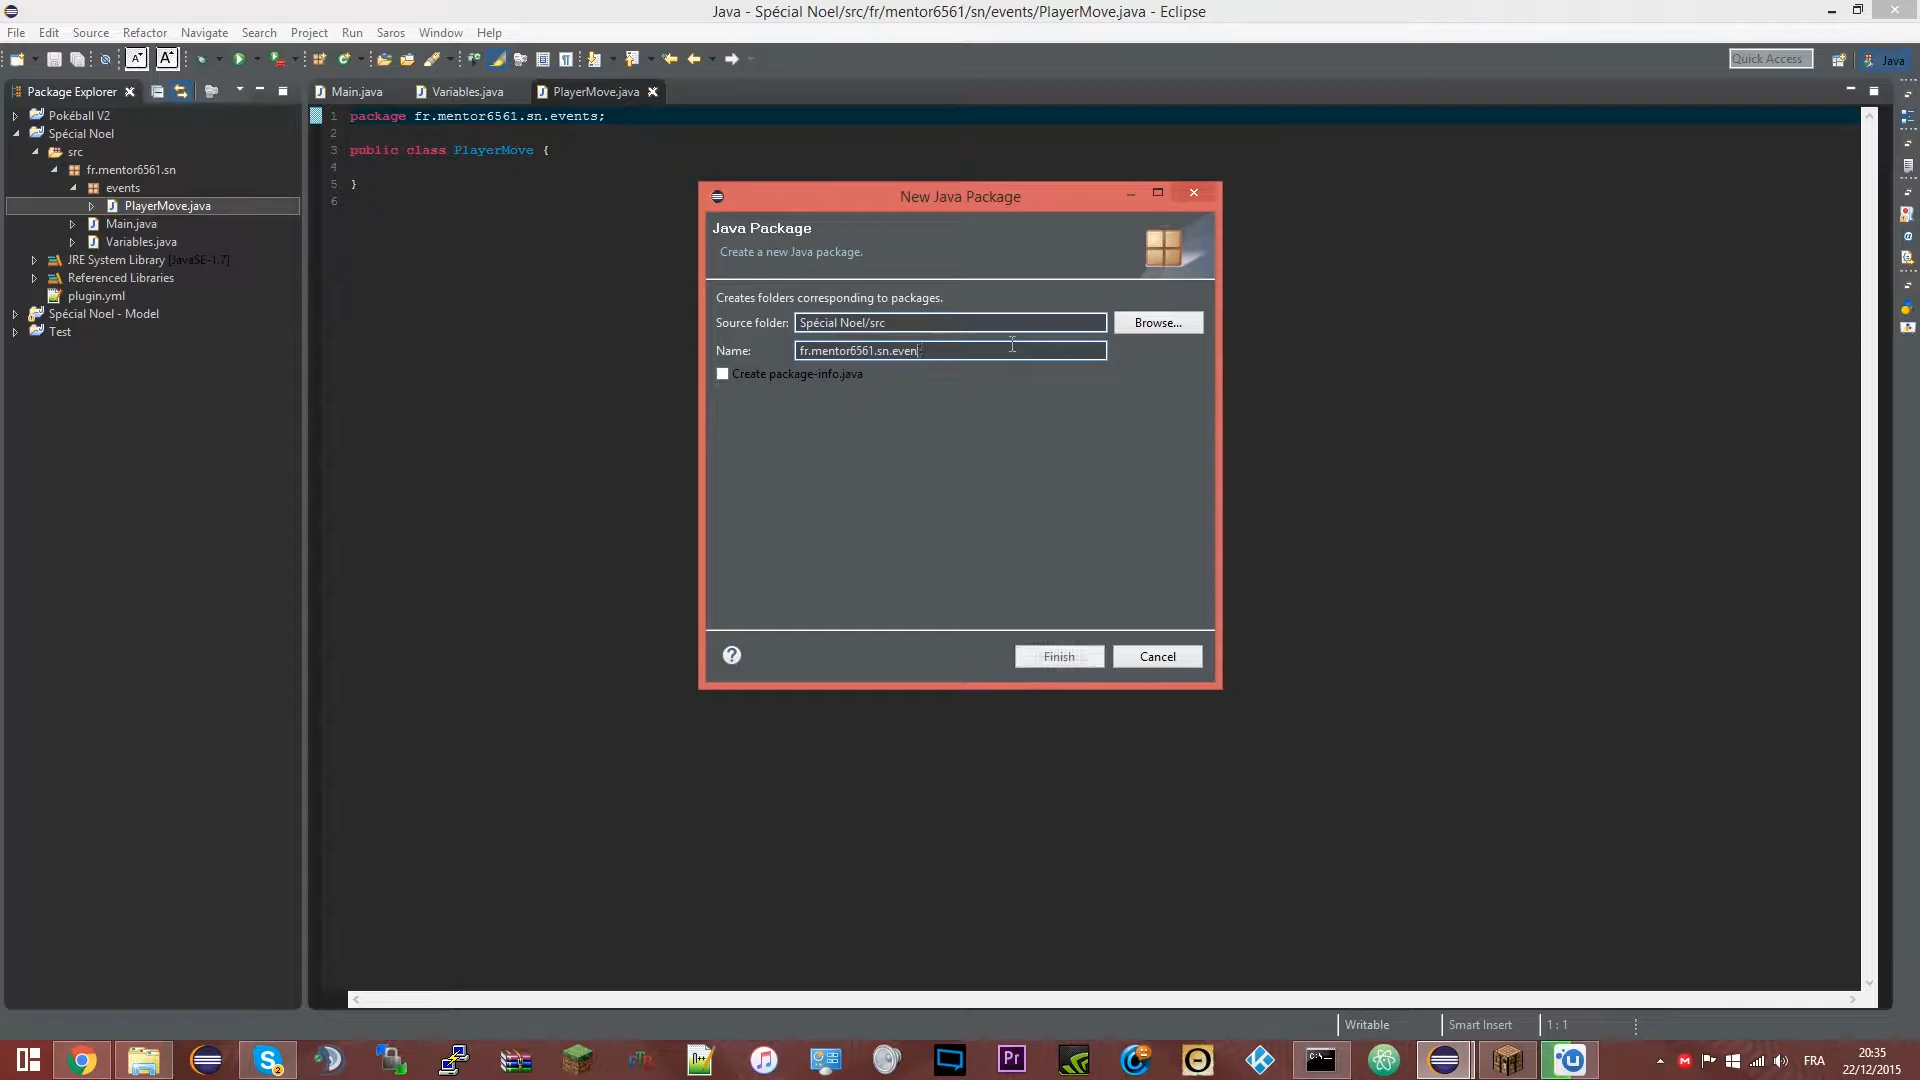 Java - Spécial Noel/src/fr/mentor6561/sn/events/PlayerMove.java - Eclipse
File Edit Source Refactor Navigate Search Project Run Saros Window Help
Quick Access
Java
Package Explorer
Main.java
Variables.java
PlayerMove.java
Pokéball V2
Spécial Noel
src
fr.mentor6561.sn
events
PlayerMove.java
Main.java
Variables.java
JRE System Library [JavaSE-1.7]
Referenced Libraries
plugin.yml
Spécial Noel - Model
Test
1 package fr.mentor6561.sn.events;
2
3 public class PlayerMove {
4
5 }
6
New Java Package
Java Package
Create a new Java package.
Creates folders corresponding to packages.
Source folder: Spécial Noel/src Browse...
Name: fr.mentor6561.sn.even
Create package-info.java
Finish Cancel
Writable Smart Insert 1 : 1
FRA
20:35
22/12/2015